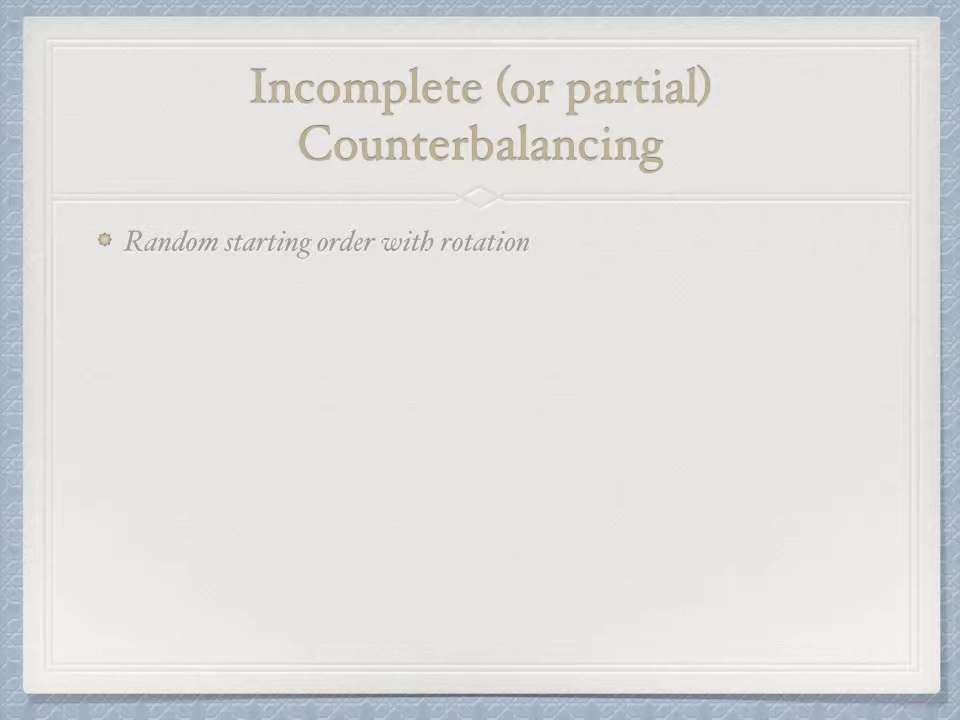 Incomplete (or partial)
Counterbalancing
Random starting order with rotation